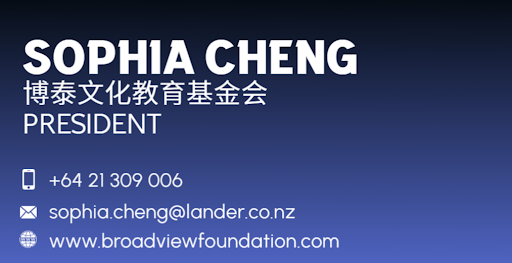 SOPHIA CHENG
博泰文化教育基金会
PRESIDENT
+64 21 309 006
sophia.cheng@lander.co.nz
www.broadviewfoundation.com